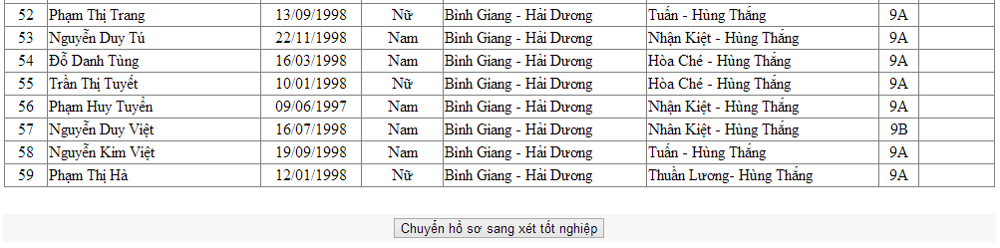 52 Phạm Thị Trang 13/09/1998 Nữ Bình Giang - Hải Dương Tuấn - Hùng Thắng 9A
53 Nguyễn Duy Tú 22/11/1998 Nam Bình Giang - Hải Dương Nhận Kiệt - Hùng Thắng 9A
54 Đỗ Danh Tùng 16/03/1998 Nam Bình Giang - Hải Dương Hòa Ché - Hùng Thắng 9A
55 Trần Thị Tuyết 10/01/1998 Nữ Bình Giang - Hải Dương Hòa Ché - Hùng Thắng 9A
56 Phạm Huy Tuyển 09/06/1997 Nam Bình Giang - Hải Dương Nhận Kiệt - Hùng Thắng 9A
57 Nguyễn Duy Việt 16/07/1998 Nam Bình Giang - Hải Dương Nhân Kiệt - Hùng Thắng 9B
58 Nguyễn Kim Việt 19/09/1998 Nam Bình Giang - Hải Dương Tuấn - Hùng Thắng 9A
59 Phạm Thị Hà 12/01/1998 Nữ Bình Giang - Hải Dương Thuần Lương- Hùng Thắng 9A
Chuyển hồ sơ sang xét tốt nghiệp